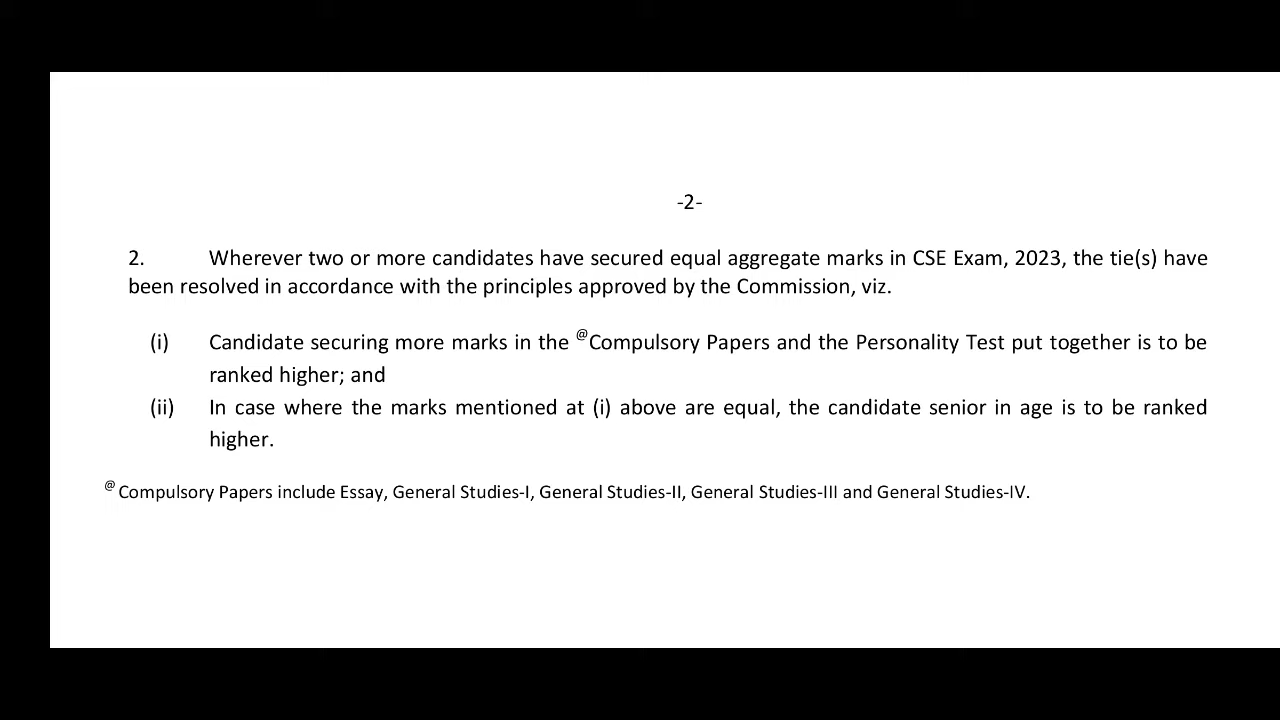 -2-
2. Wherever two or more candidates have secured equal aggregate marks in CSE Exam, 2023, the tie(s) have
been resolved in accordance with the principles approved by the Commission, viz.
(i) Candidate securing more marks in the @Compulsory Papers and the Personality Test put together is to be
ranked higher; and
(ii) In case where the marks mentioned at (i) above are equal, the candidate senior in age is to be ranked
higher.
@ Compulsory Papers include Essay, General Studies-I, General Studies-II, General Studies-III and General Studies-IV.